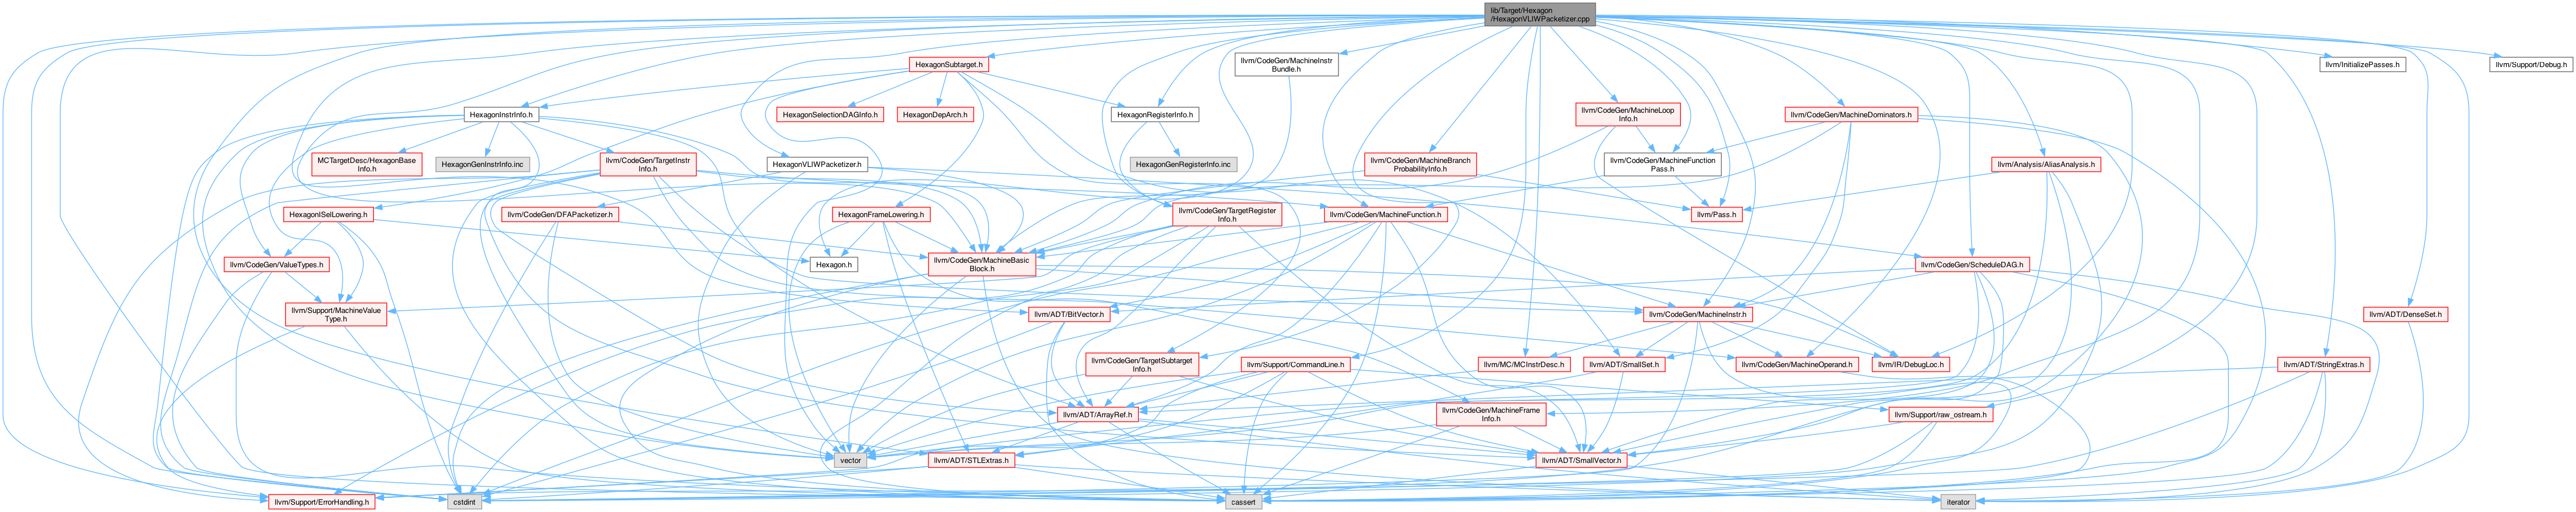 lib/Target/Hexagon
/HexagonVLIWPacketizer.cpp
HexagonSubtarget.h
llvm/CodeGen/MachineInstr
Bundle.h
llvm/InitializePasses.h
llvm/Support/Debug.h
HexagonInstrInfo.h
HexagonSelectionDAGInfo.h
HexagonDepArch.h
HexagonRegisterInfo.h
llvm/CodeGen/MachineLoop
Info.h
llvm/CodeGen/MachineDominators.h
MCTargetDesc/HexagonBase
Info.h
HexagonGenInstrInfo.inc
llvm/CodeGen/TargetInstr
Info.h
HexagonVLIWPacketizer.h
HexagonGenRegisterInfo.inc
llvm/CodeGen/MachineBranch
ProbabilityInfo.h
llvm/CodeGen/MachineFunction
Pass.h
llvm/Analysis/AliasAnalysis.h
HexagonISelLowering.h
llvm/CodeGen/DFAPacketizer.h
HexagonFrameLowering.h
llvm/CodeGen/TargetRegister
Info.h
llvm/CodeGen/MachineFunction.h
llvm/Pass.h
llvm/CodeGen/ValueTypes.h
Hexagon.h
llvm/CodeGen/MachineBasic
Block.h
llvm/CodeGen/ScheduleDAG.h
llvm/Support/MachineValue
Type.h
llvm/ADT/BitVector.h
llvm/CodeGen/MachineInstr.h
llvm/ADT/DenseSet.h
llvm/CodeGen/TargetSubtarget
Info.h
llvm/Support/CommandLine.h
llvm/MC/MCInstrDesc.h
llvm/ADT/SmallSet.h
llvm/CodeGen/MachineOperand.h
llvm/IR/DebugLoc.h
llvm/ADT/StringExtras.h
llvm/ADT/ArrayRef.h
llvm/CodeGen/MachineFrame
Info.h
llvm/Support/raw_ostream.h
vector
llvm/ADT/STLExtras.h
llvm/ADT/SmallVector.h
llvm/Support/ErrorHandling.h
cstdint
cassert
iterator